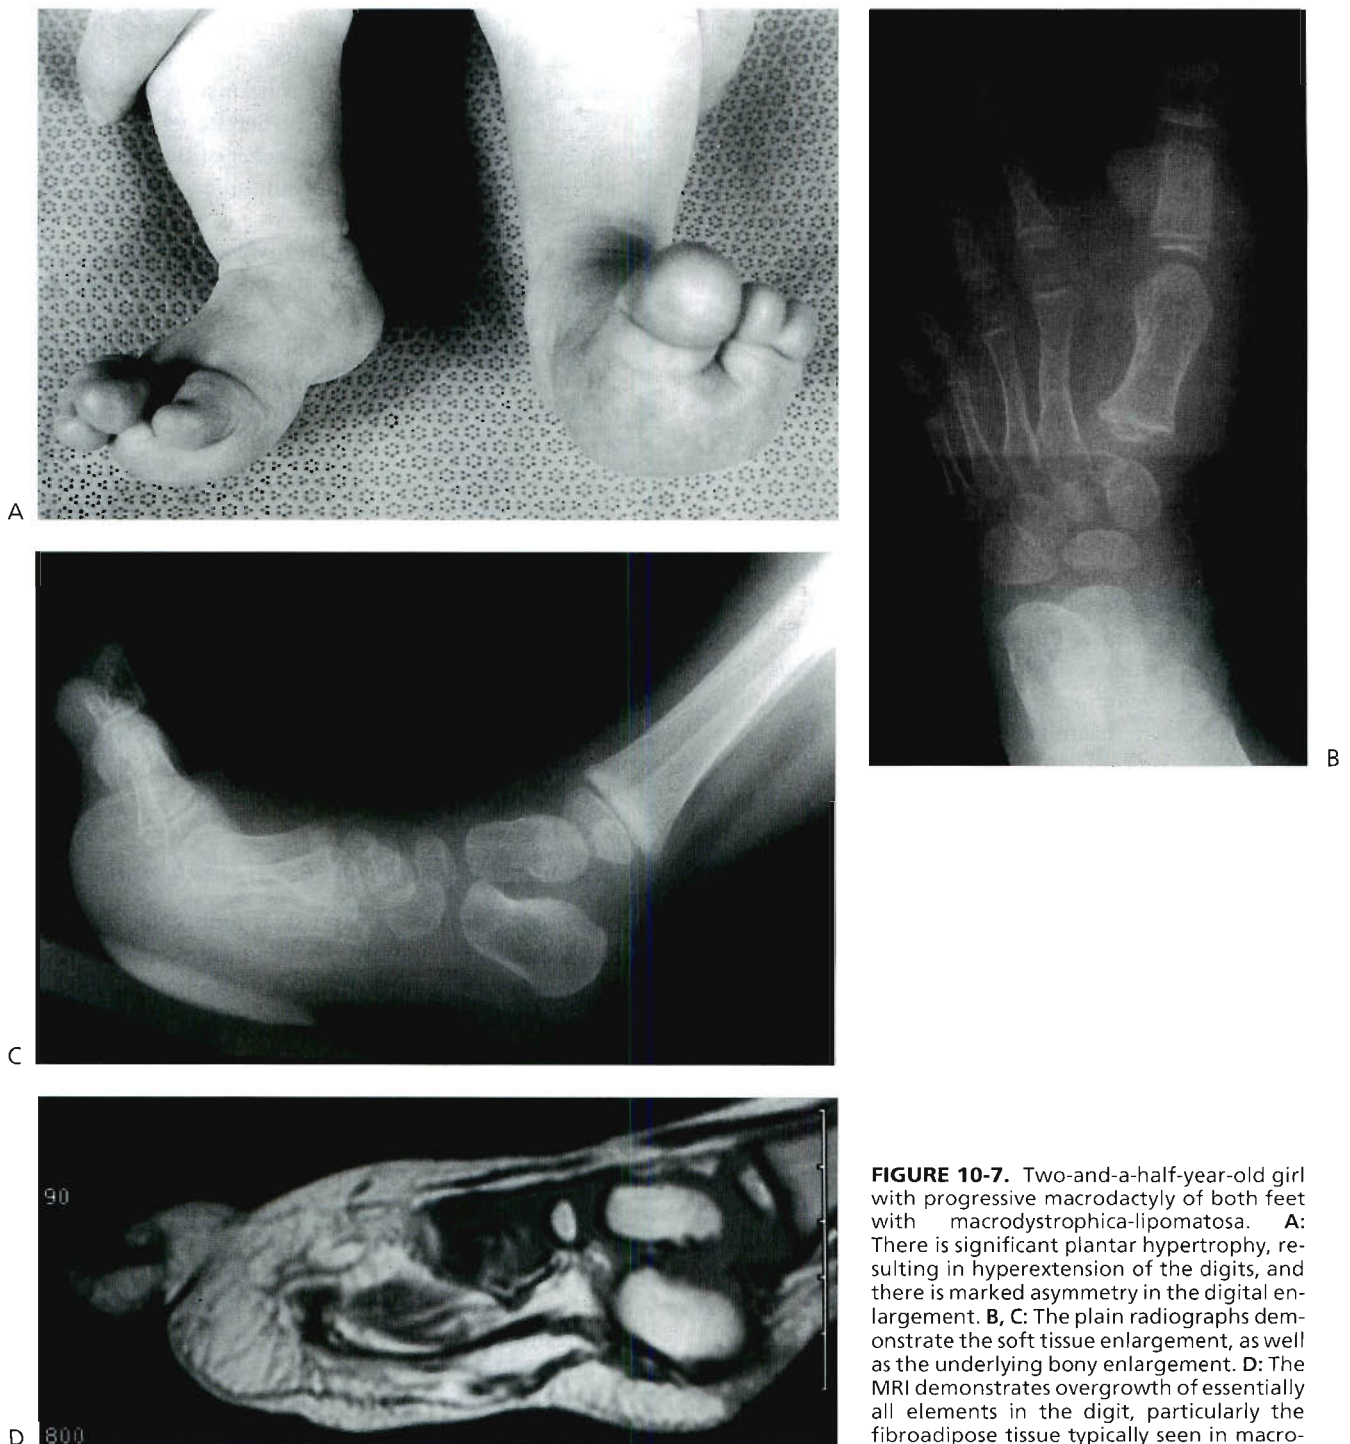 A
B
C
90
D
800
FIGURE 10-7. Two-and-a-half-year-old girl
with progressive macrodactyly of both feet
with macrodystrophica-lipomatosa. A:
There is significant plantar hypertrophy, re-
sulting in hyperextension of the digits, and
there is marked asymmetry in the digital en-
largement. B, C: The plain radiographs dem-
onstrate the soft tissue enlargement, as well
as the underlying bony enlargement. D: The
MRI demonstrates overgrowth of essentially
all elements in the digit, particularly the
fibroadipose tissue typically seen in macro-